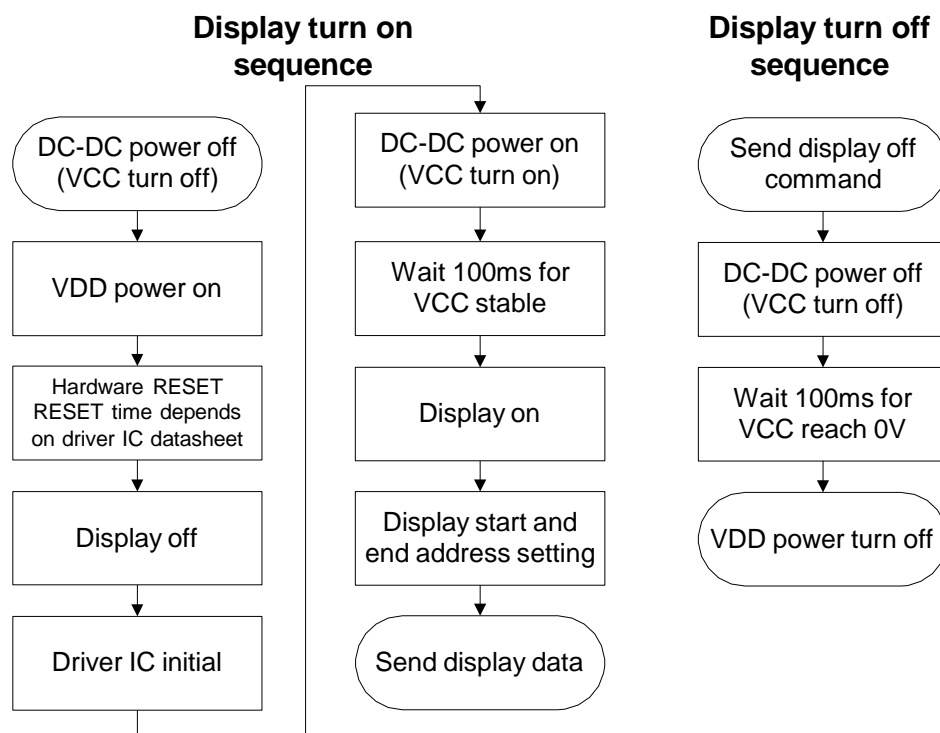 Display turn on
sequence
DC-DC power off
(VCC turn off)
VDD power on
Hardware RESET
RESET time depends
on driver IC datasheet
Display off
Driver IC initial
DC-DC power on
(VCC turn on)
Wait 100ms for
VCC stable
Display on
Display start and
end address setting
Send display data
Display turn off
sequence
Send display off
command
DC-DC power off
(VCC turn off)
Wait 100ms for
VCC reach 0V
VDD power turn off